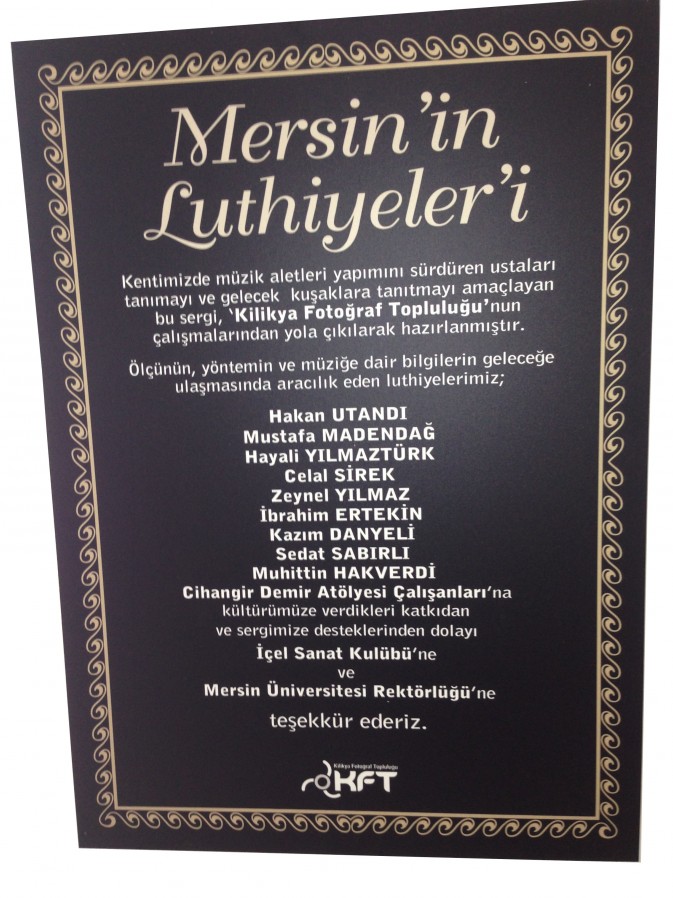 Mersin'in
Luthiyeler'i
Kentimizde müzik aletleri yapımını sürdüren ustaları
tanımayı ve gelecek kuşaklara tanıtmayı amaçlayan
bu sergi, 'Kilikya Fotoğraf Topluluğu'nun
çalışmalarından yola çıkılarak hazırlanmıştır.
Ölçünün, yöntemin ve müziğe dair bilgilerin geleceğe
ulaşmasında aracılık eden luthiyelerimiz;
Hakan UTANDI
Mustafa MADENDAĞ
Hayali YILMAZTÜRK
Celal SİREK
Zeynel YILMAZ
İbrahim ERTEKİN
Kazım DANYELİ
Sedat SABIRLI
Muhittin HAKVERDİ
Cihangir Demir Atölyesi Çalışanları'na
kültürümüze verdikleri katkıdan
ve sergimize desteklerinden dolayı
İçel Sanat Kulübü'ne
ve
Mersin Üniversitesi Rektörlüğü'ne
teşekkür ederiz.
Kilikya Fotoğraf Topluluğu
KFT